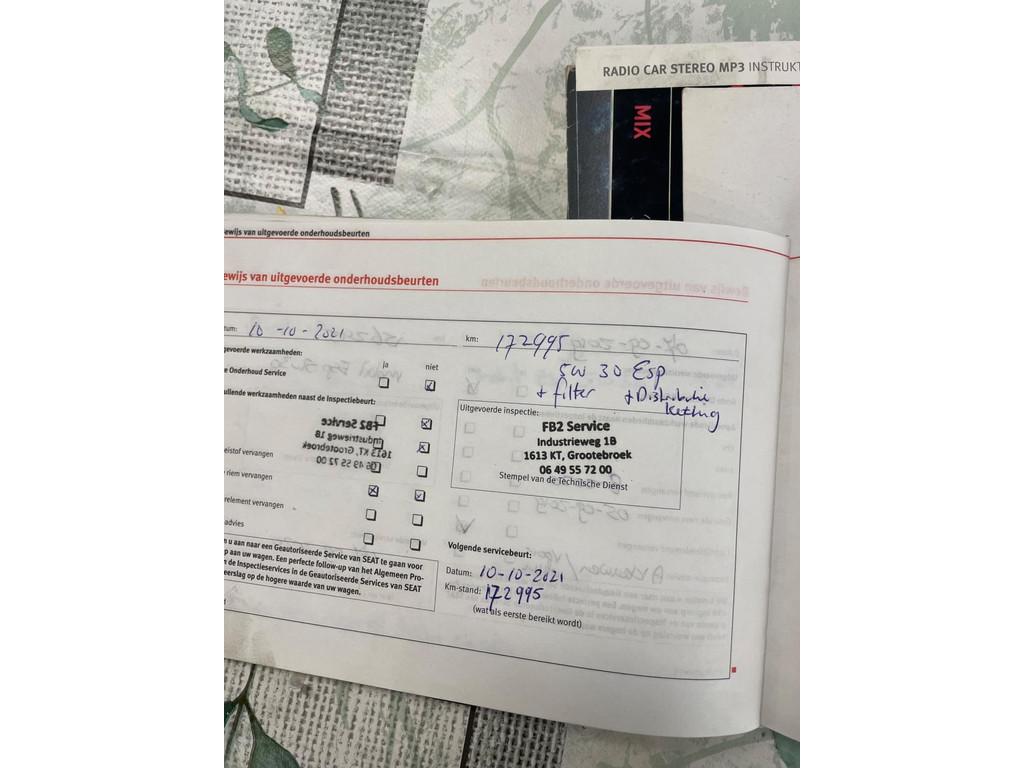 RADIO CAR STEREO MP3 INSTRUKT
MIX
ewijs van uitgevoerde onderhoudsbeurten
ewijs van uitgevoerde onderhoudsbeurten
tum: 10-10-2021
km: 172995
gevoerde werkzaamheden:
ja niet
e Onderhoud Service
5W 30 Esp
+ filter + Distributie
ketting
ullende werkzaamheden naast de Inspectiebeurt:
Uitgevoerde inspectie:
FB2 Service
Industrieweg 1B
1613 KT, Grootebroek
06 49 55 72 00
Stempel van de Technische Dienst
eistof vervangen
riem vervangen
relement vervangen
advies
n u aan naar een Geautoriseerde Service van SEAT te gaan voor
p aan uw wagen. Een perfecte follow-up van het Algemeen Pro-
n de Inspectieservices in de Geautoriseerde Services van SEAT
eerslag op de hogere waarde van uw wagen.
Volgende servicebeurt:
Datum: 10-10-2021
Km-stand: 172995
(wat als eerste bereikt wordt)